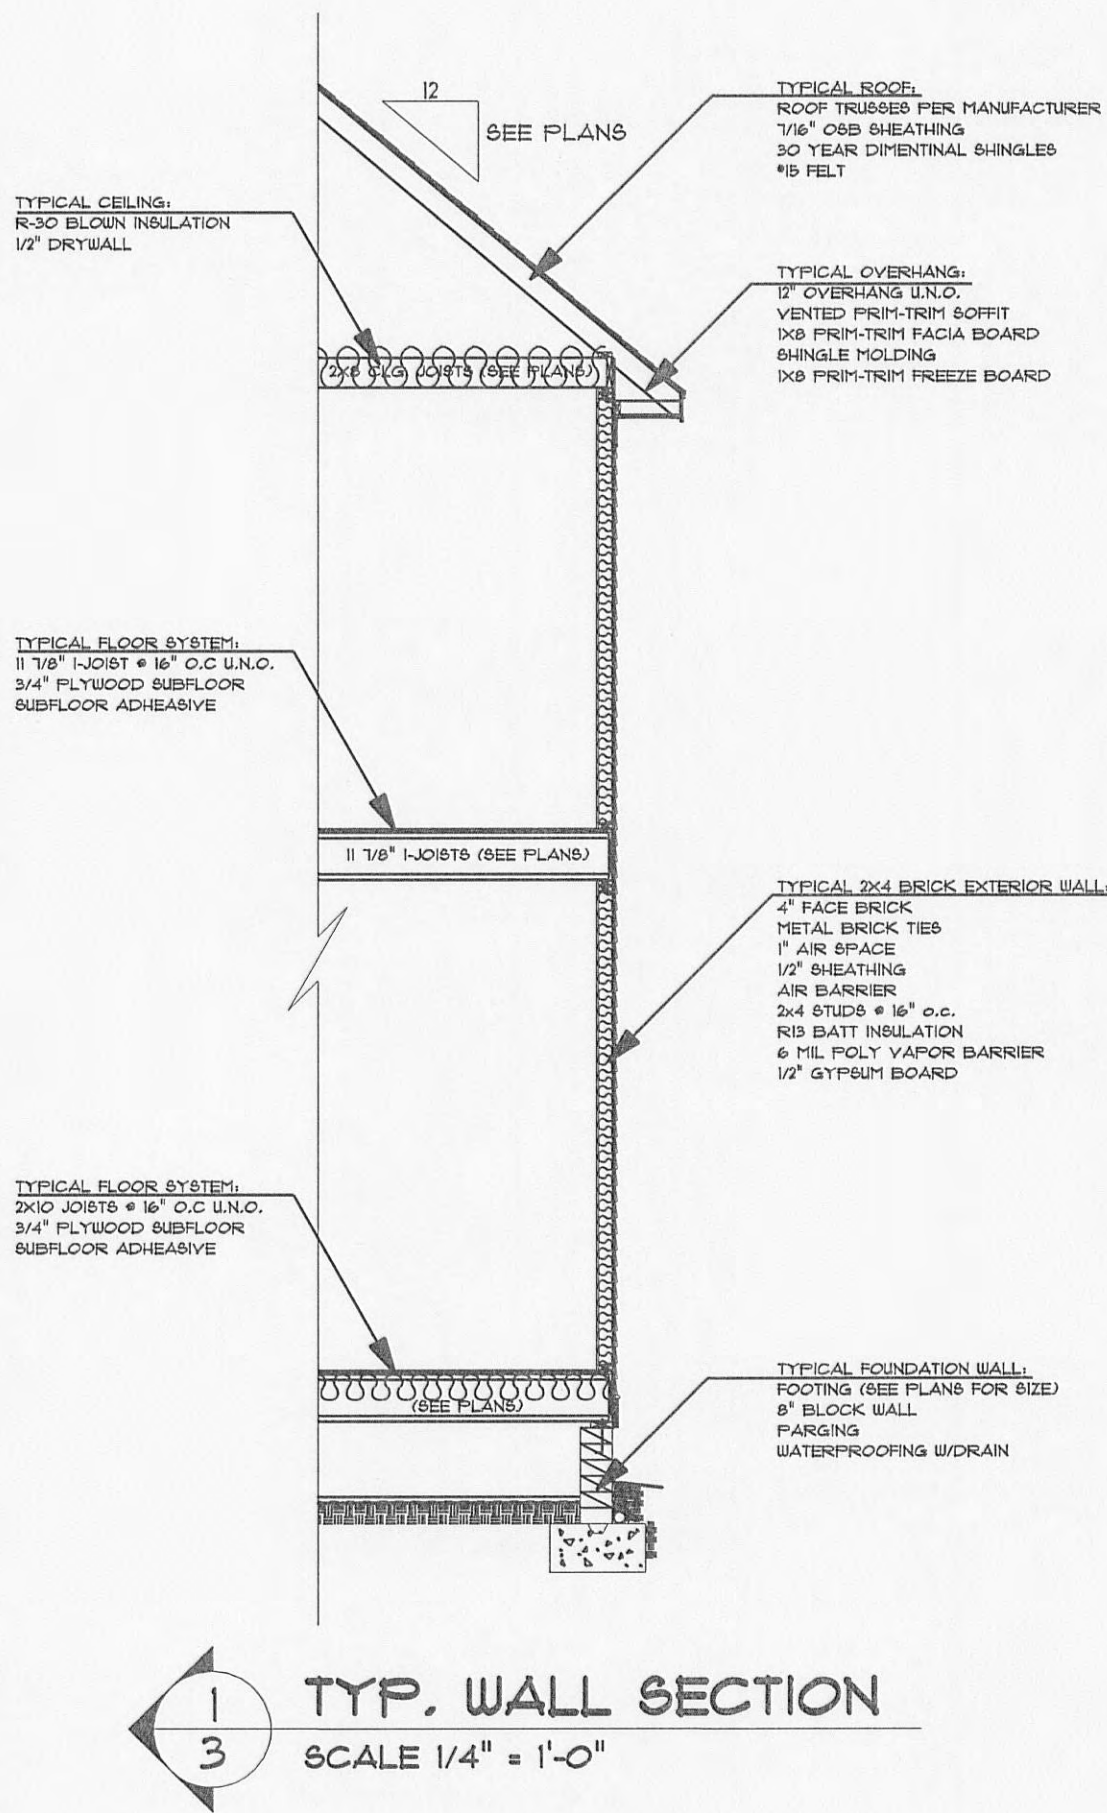 12
SEE PLANS
TYPICAL ROOF:
ROOF TRUSSES PER MANUFACTURER
7/16" OSB SHEATHING
30 YEAR DIMENTINAL SHINGLES
#15 FELT
TYPICAL CEILING:
R-30 BLOWN INSULATION
1/2" DRYWALL
TYPICAL OVERHANG:
12" OVERHANG U.N.O.
VENTED PRIM-TRIM SOFFIT
1X8 PRIM-TRIM FACIA BOARD
SHINGLE MOLDING
1X8 PRIM-TRIM FREEZE BOARD
2X8 CLG. JOISTS (SEE PLANS)
TYPICAL FLOOR SYSTEM:
11 7/8" I-JOIST @ 16" O.C U.N.O.
3/4" PLYWOOD SUBFLOOR
SUBFLOOR ADHEASIVE
11 7/8" I-JOISTS (SEE PLANS)
TYPICAL 2X4 BRICK EXTERIOR WALL:
4" FACE BRICK
METAL BRICK TIES
1" AIR SPACE
1/2" SHEATHING
AIR BARRIER
2x4 STUDS @ 16" o.c.
R13 BATT INSULATION
6 MIL POLY VAPOR BARRIER
1/2" GYPSUM BOARD
TYPICAL FLOOR SYSTEM:
2X10 JOISTS @ 16" O.C U.N.O.
3/4" PLYWOOD SUBFLOOR
SUBFLOOR ADHEASIVE
(SEE PLANS)
TYPICAL FOUNDATION WALL:
FOOTING (SEE PLANS FOR SIZE)
8" BLOCK WALL
PARGING
WATERPROOFING W/DRAIN
1
3
TYP. WALL SECTION
SCALE 1/4" = 1'-0"